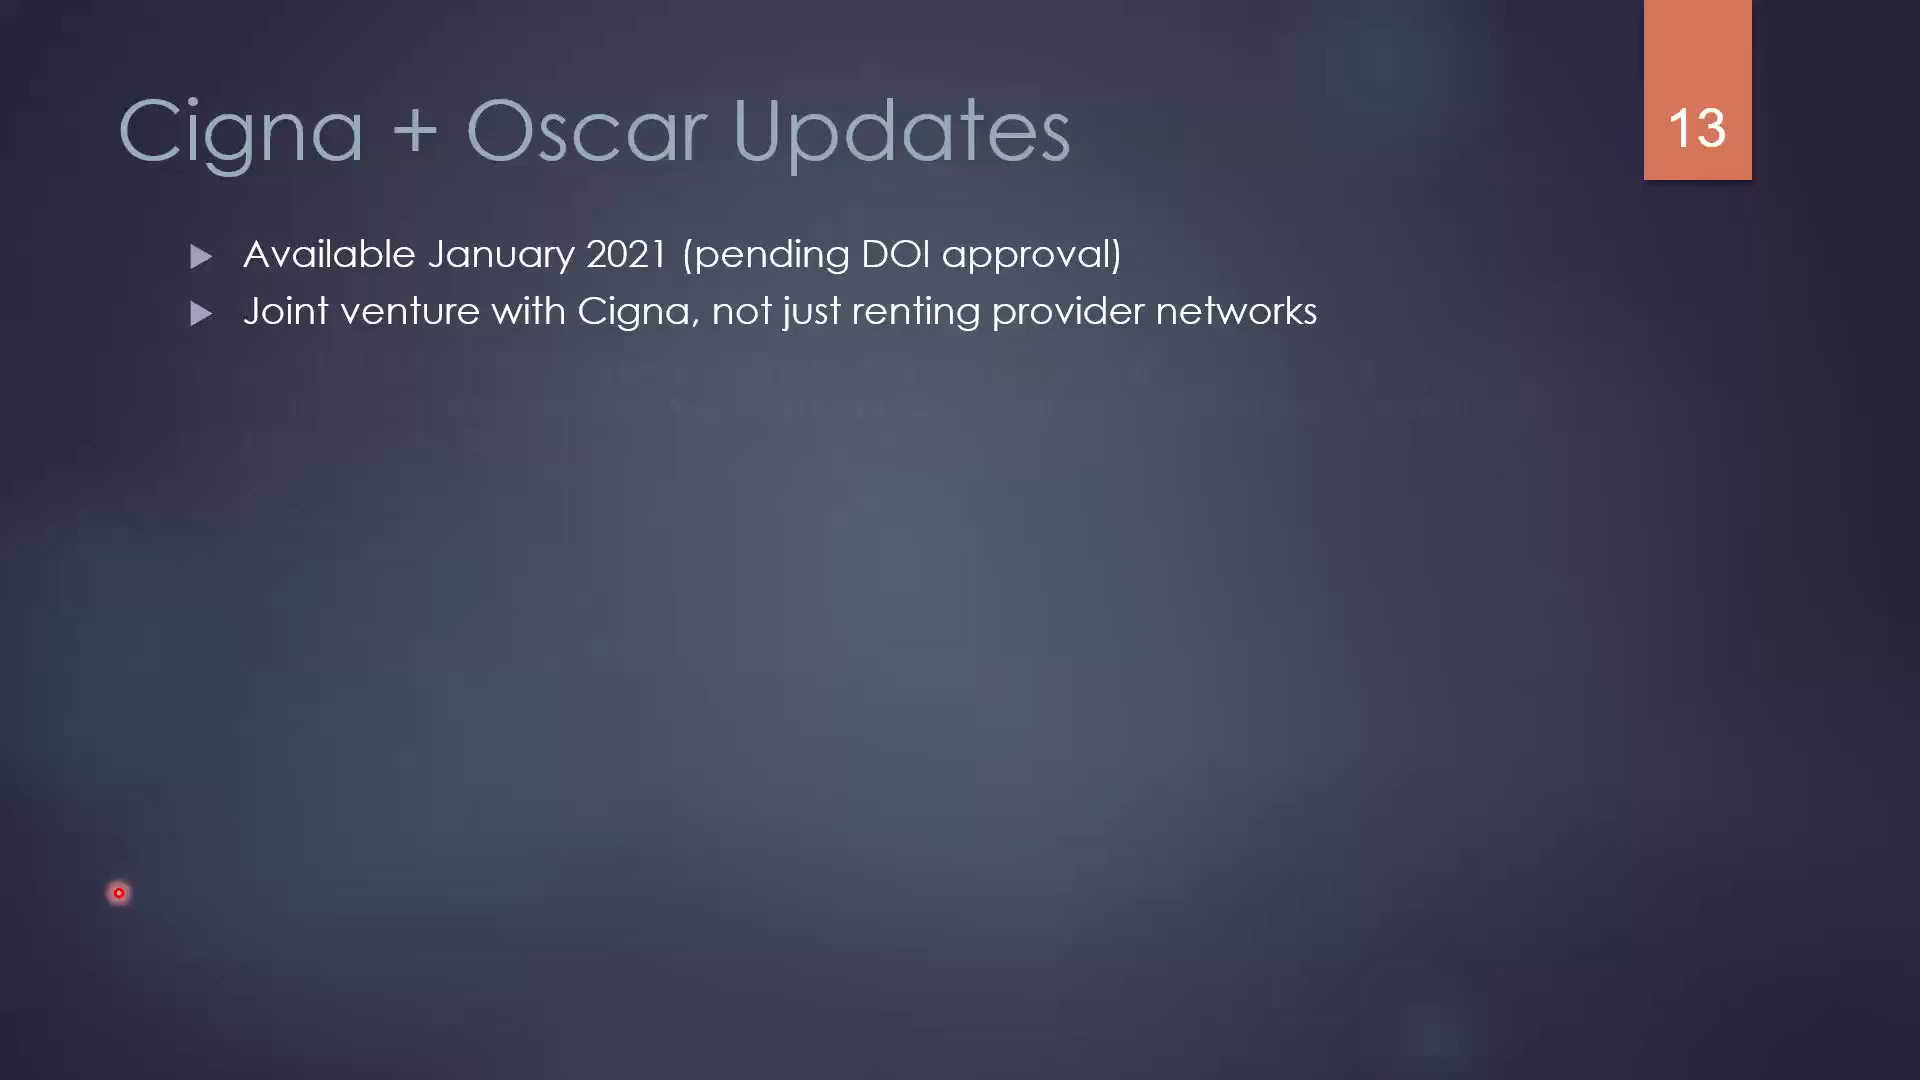 Cigna + Oscar Updates
13
Available January 2021 (pending DOI approval)
Joint venture with Cigna, not just renting provider networks